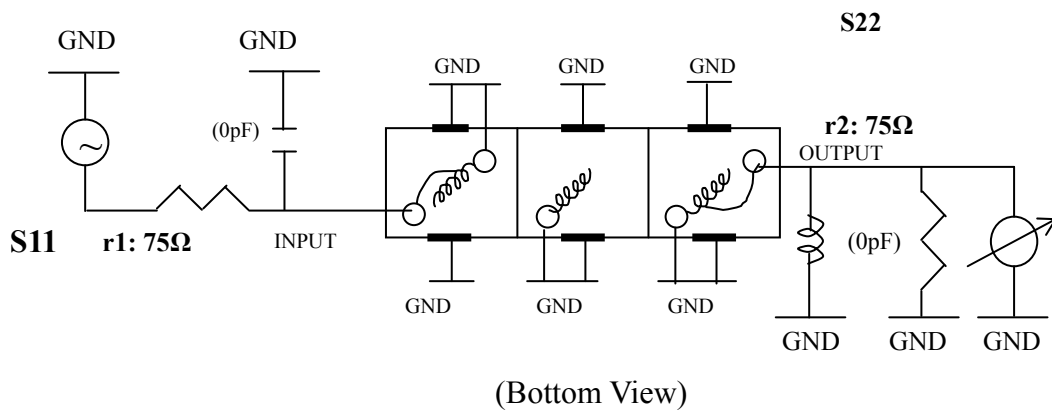 S22
GND
GND
GND
GND
GND
(0pF)
r2: 75Ω
OUTPUT
S11
r1: 75Ω
INPUT
(0pF)
GND
GND
GND
GND
GND
GND
(Bottom View)